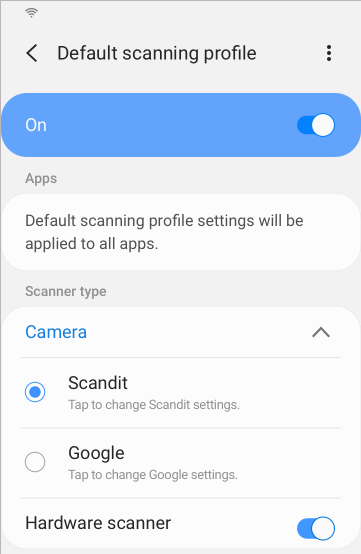 Default scanning profile
On
Apps
Default scanning profile settings will be
applied to all apps.
Scanner type
Camera
Scandit
Tap to change Scandit settings.
Google
Tap to change Google settings.
Hardware scanner